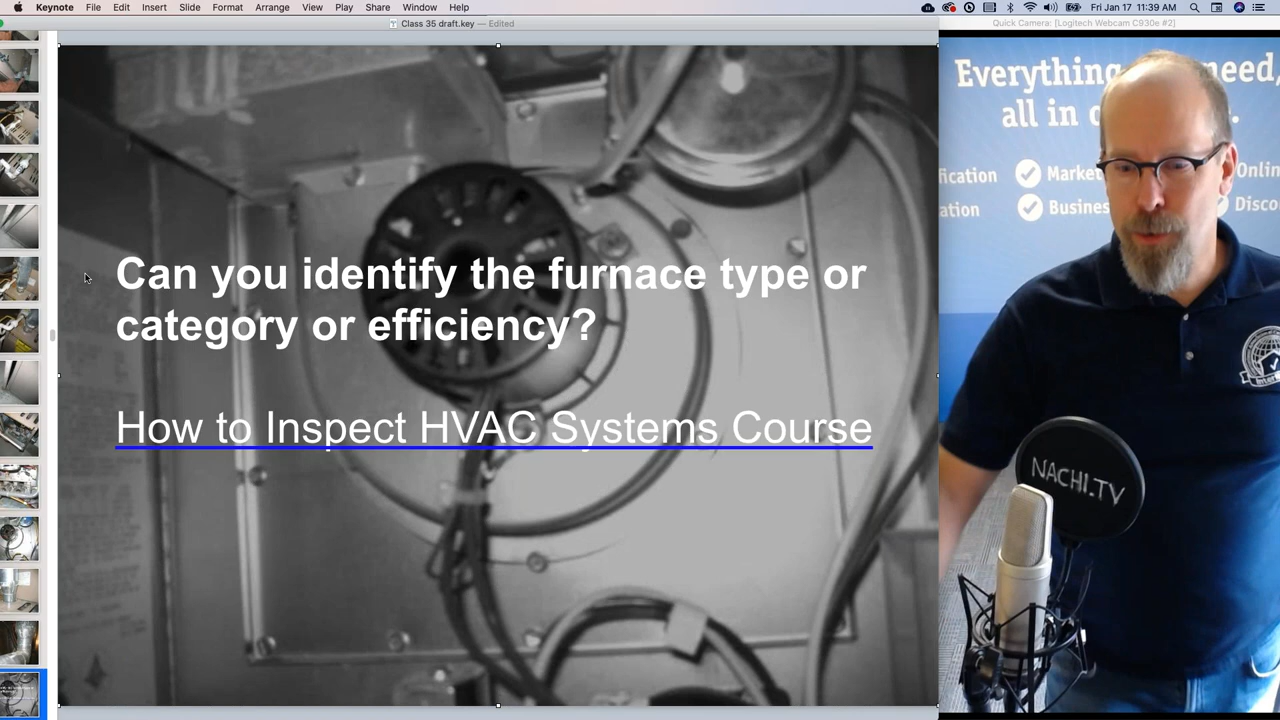 Keynote File Edit Insert Slide Format Arrange View Play Share Window Help Fri Jan 17 11:39 AM
Class 35 draft.key — Edited
Quick Camera: [Logitech Webcam C930e #2]
Everything need,
all in
fication Marke Onlin
ation Busines Disco
Can you identify the furnace type or
category or efficiency?
How to Inspect HVAC Systems Course
NACHI.TV